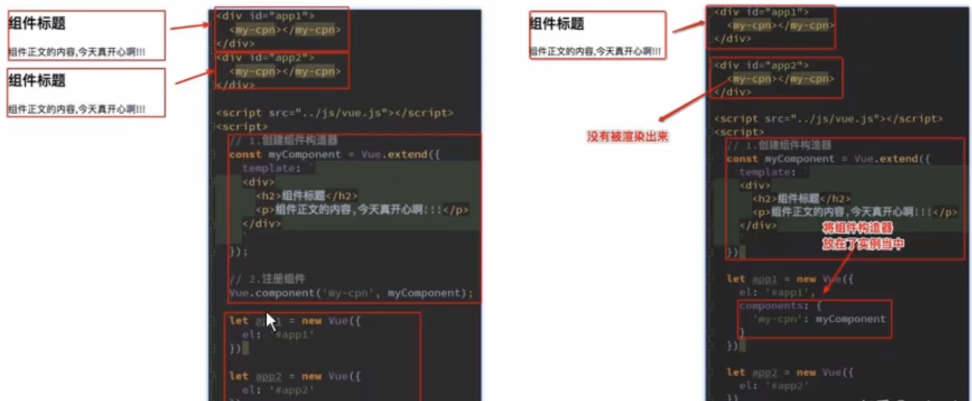 组件标题
组件正文的内容,今天真开心啊!!!
组件标题
组件正文的内容,今天真开心啊!!!
<div id="app1">
<my-cpn></my-cpn>
</div>
<div id="app2">
<my-cpn></my-cpn>
</div>
<script src="../js/vue.js"></script>
<script>
// 1.创建组件构造器
const myComponent = Vue.extend({
template: `
<div>
<h2>组件标题</h2>
<p>组件正文的内容,今天真开心啊!!!</p>
</div>
`
});
// 2.注册组件
Vue.component('my-cpn', myComponent);
let app1 = new Vue({
el: '#app1'
})
let app2 = new Vue({
el: '#app2'
组件标题
组件正文的内容,今天真开心啊!!!
<div id="app1">
<my-cpn></my-cpn>
</div>
<div id="app2">
<my-cpn></my-cpn>
</div>
没有被渲染出来
<script src="../js/vue.js"></script>
<script>
// 1.创建组件构造器
const myComponent = Vue.extend({
template: `
<div>
<h2>组件标题</h2>
<p>组件正文的内容,今天真开心啊!!!</p>
</div>
`
})
将组件构造器
放在了实例当中
let app1 = new Vue({
el: '#app1',
components: {
'my-cpn': myComponent
}
})
let app2 = new Vue({
el: '#app2'